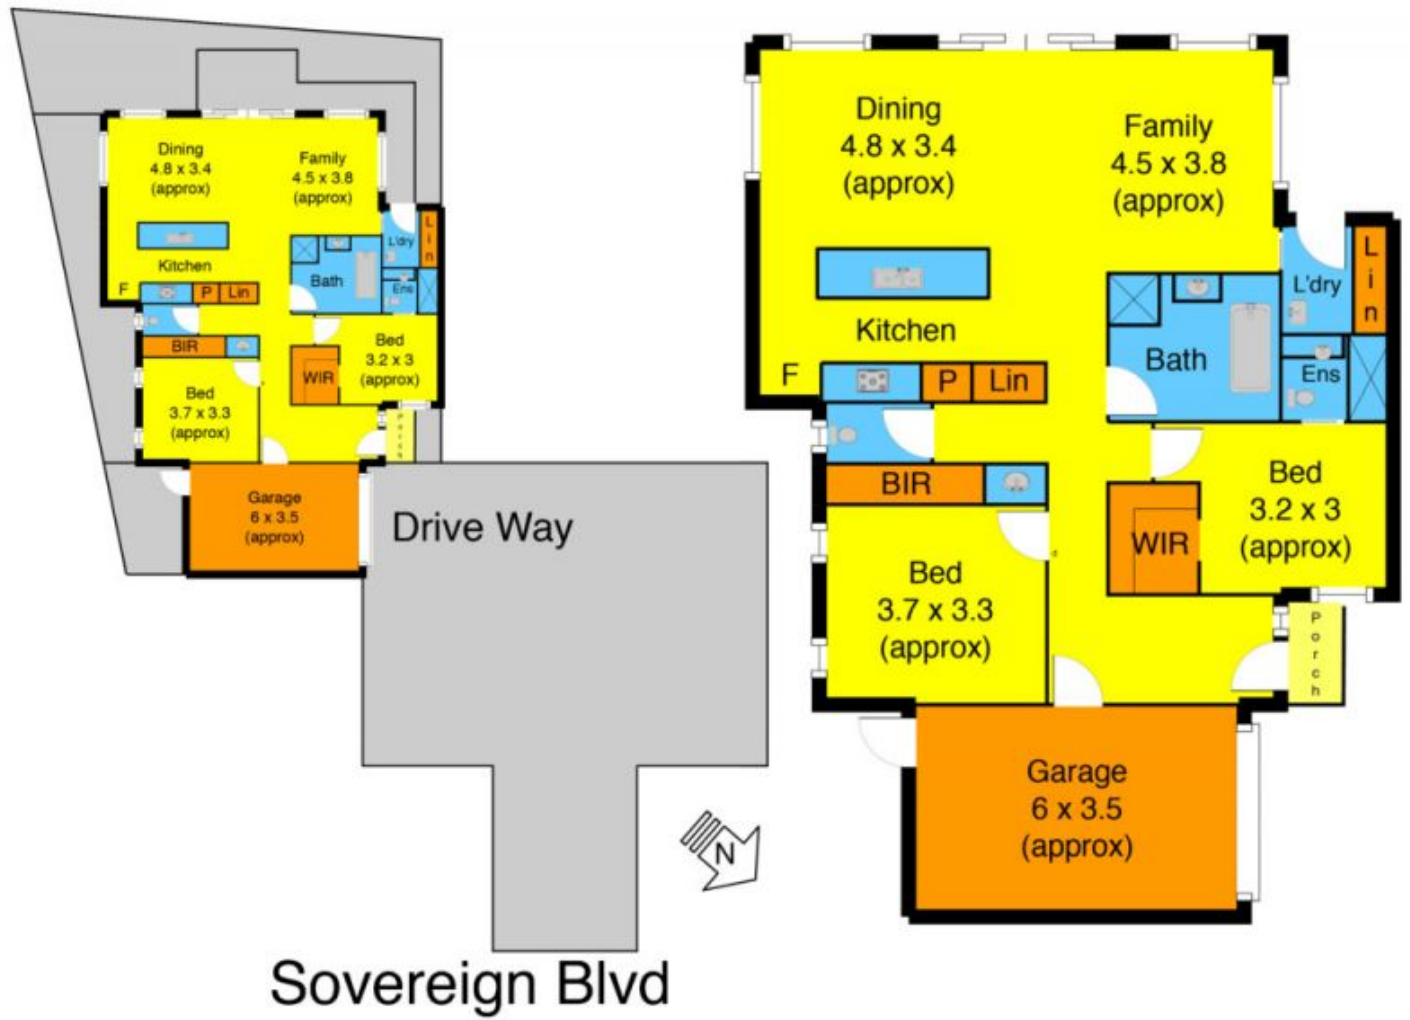 Dining
4.8 x 3.4
(approx)
Family
4.5 x 3.8
(approx)
Kitchen
F
P
Lin
Bath
L'dry
Lin
Ens
BIR
WIR
Bed
3.2 x 3
(approx)
Bed
3.7 x 3.3
(approx)
Porch
Garage
6 x 3.5
(approx)
Drive Way
N
Sovereign Blvd
Dining
4.8 x 3.4
(approx)
Family
4.5 x 3.8
(approx)
Kitchen
F
P
Lin
Bath
L'dry
Lin
Ens
BIR
WIR
Bed
3.2 x 3
(approx)
Bed
3.7 x 3.3
(approx)
Porch
Garage
6 x 3.5
(approx)